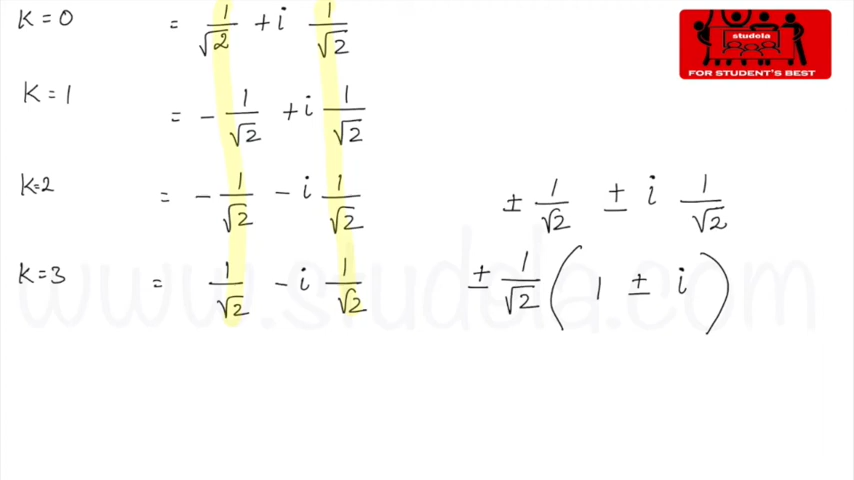 K=0 = 1/√2 + i 1/√2
studela
FOR STUDENT'S BEST
K=1 = - 1/√2 + i 1/√2
K=2 = - 1/√2 - i 1/√2
± 1/√2 ± i 1/√2
K=3 = 1/√2 - i 1/√2
± 1/√2 ( 1 ± i )
www.studela.com